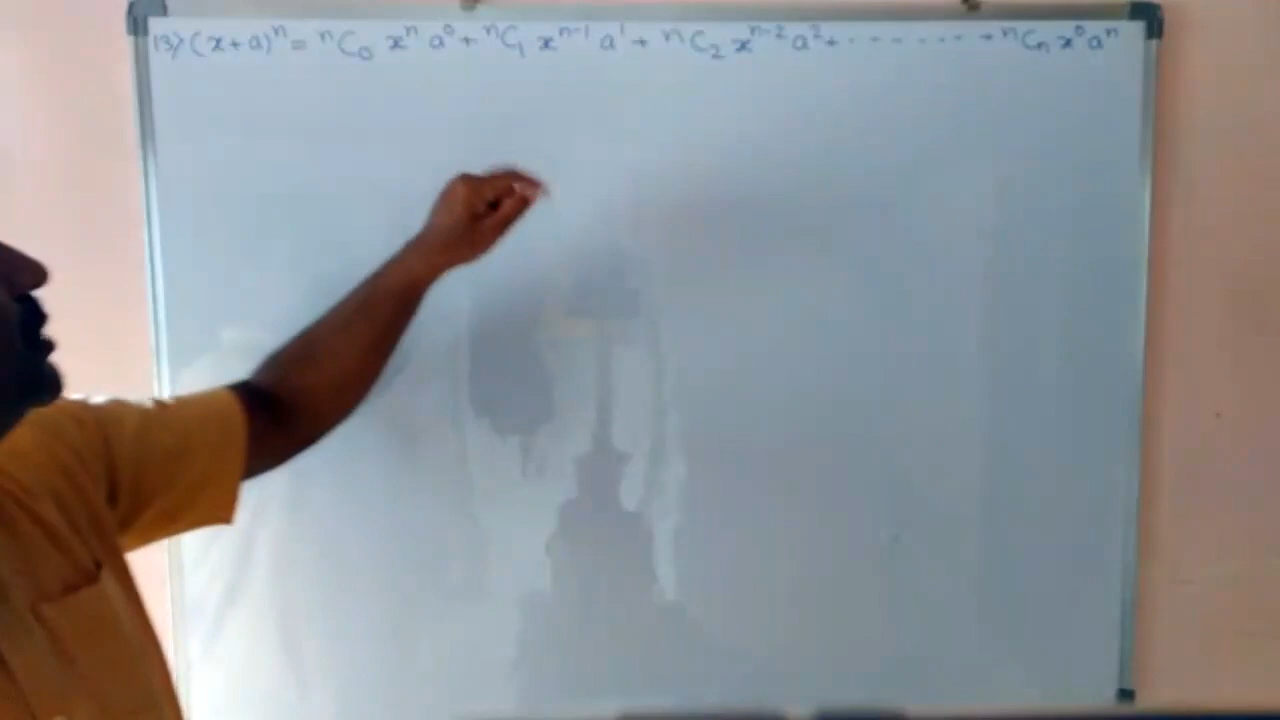 13) (x+a)ⁿ = ⁿC₀ xⁿ a⁰ + ⁿC₁ xⁿ⁻¹ a¹ + ⁿC₂ xⁿ⁻² a² + - - - - - - - + ⁿCₙ x⁰ aⁿ